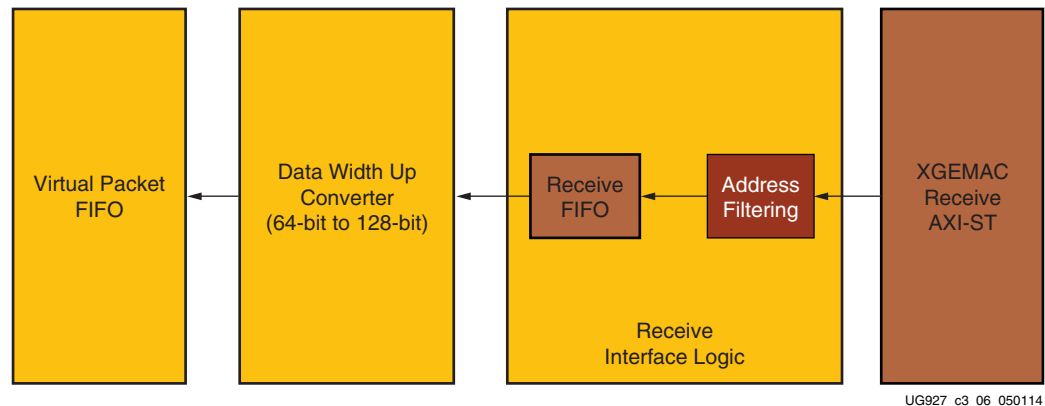 Virtual Packet
FIFO
Data Width Up
Converter
(64-bit to 128-bit)
Receive
FIFO
Address
Filtering
Receive
Interface Logic
XGEMAC
Receive
AXI-ST
UG927_c3_06_050114